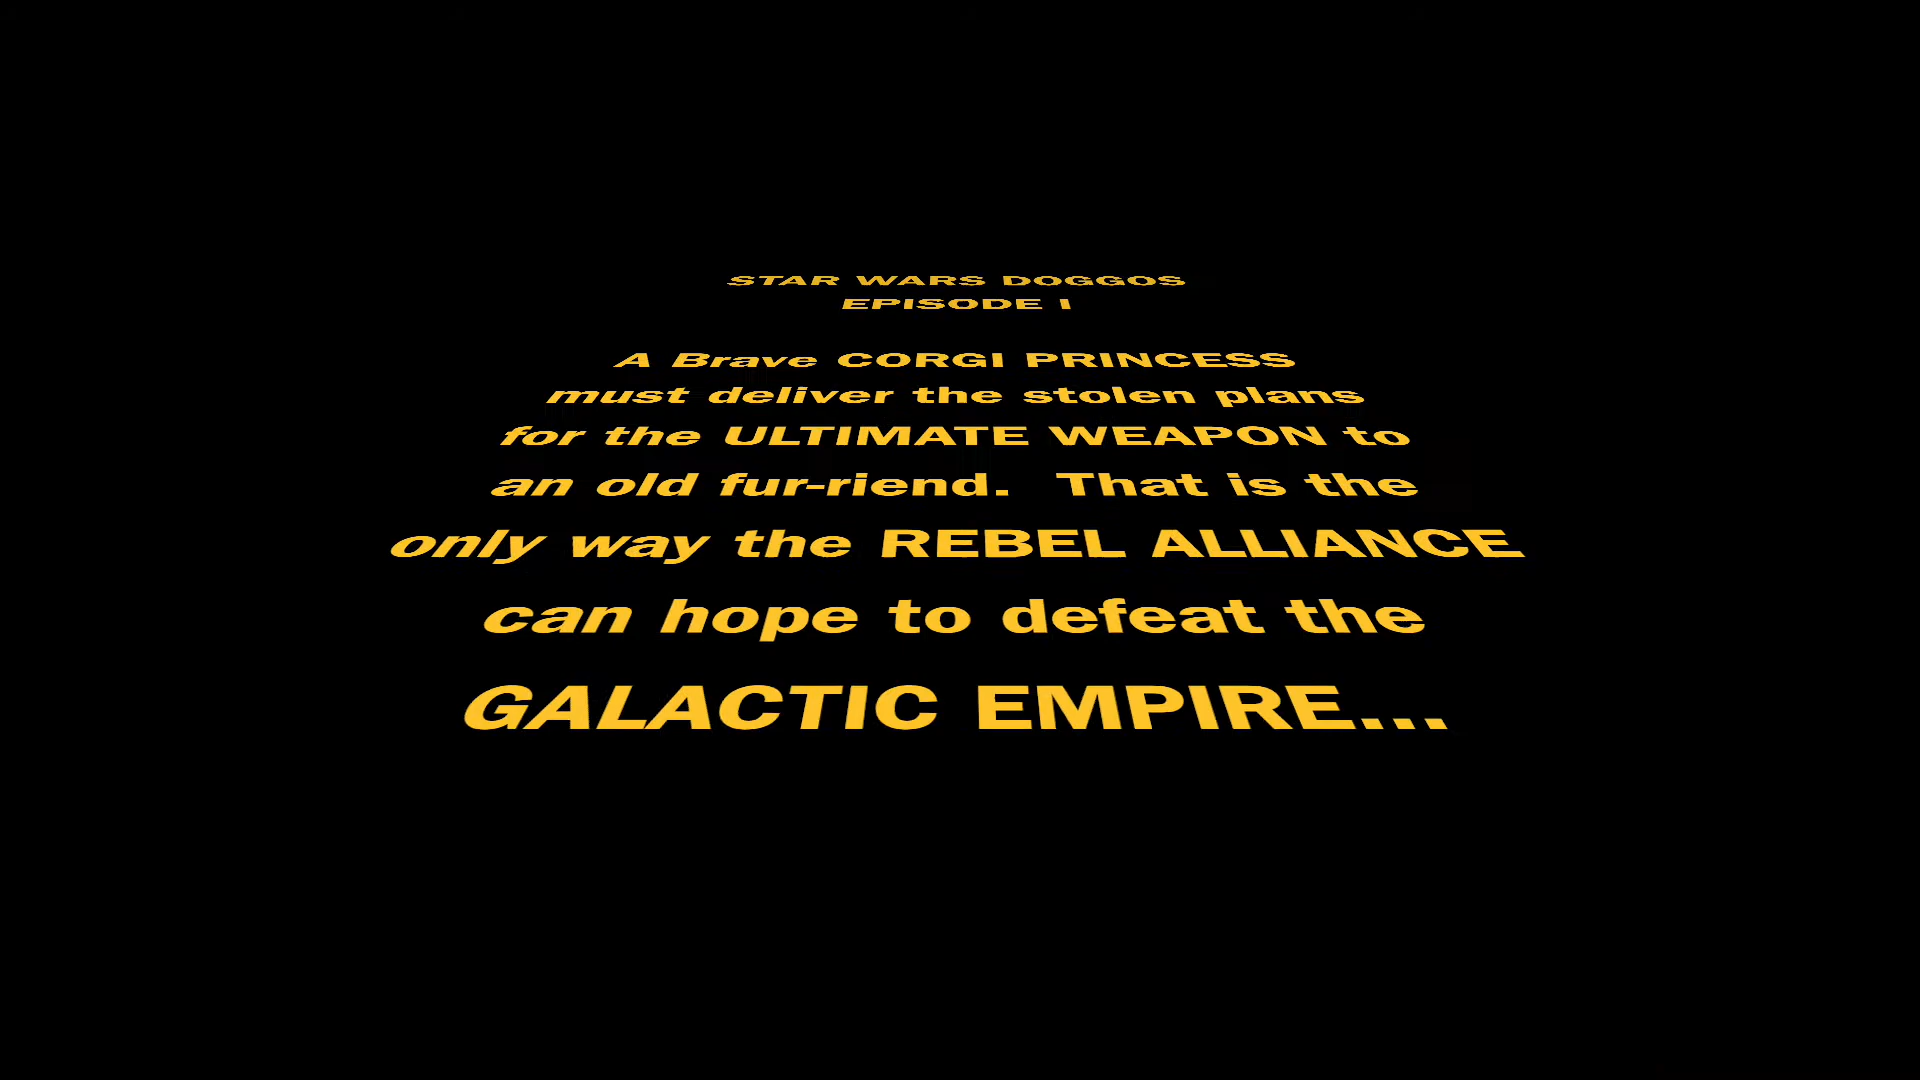 STAR WARS DOGGOS
EPISODE I
A Brave CORGI PRINCESS
must deliver the stolen plans
for the ULTIMATE WEAPON to
an old fur-riend.  That is the
only way the REBEL ALLIANCE
can hope to defeat the
GALACTIC EMPIRE...